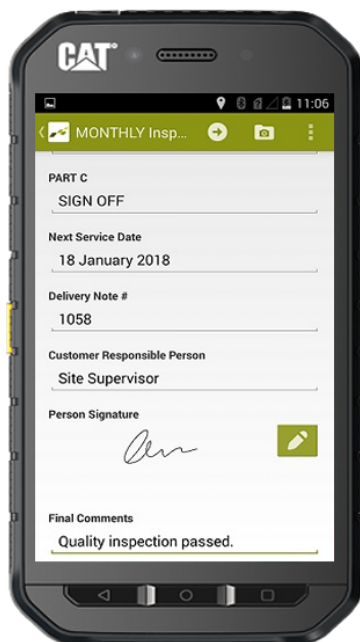 CAT
11:06
MONTHLY Insp...
PART C
SIGN OFF
Next Service Date
18 January 2018
Delivery Note #
1058
Customer Responsible Person
Site Supervisor
Person Signature
Final Comments
Quality inspection passed.